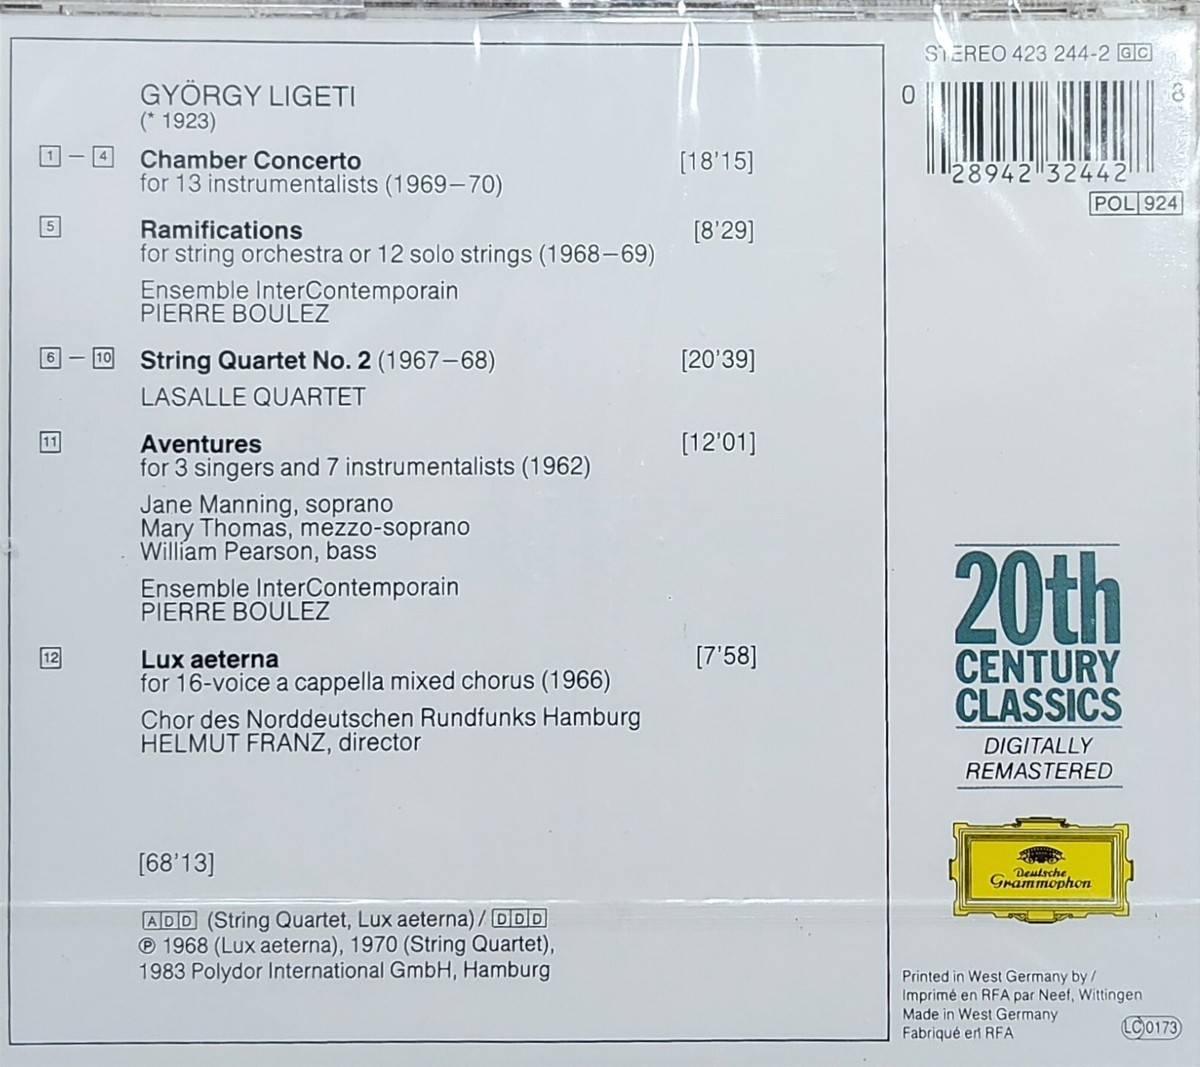 GYÖRGY LIGETI
(* 1923)
1 – 4 Chamber Concerto [18'15]
for 13 instrumentalists (1969–70)
5 Ramifications [8'29]
for string orchestra or 12 solo strings (1968–69)
Ensemble InterContemporain
PIERRE BOULEZ
6 – 10 String Quartet No. 2 (1967–68) [20'39]
LASALLE QUARTET
11 Aventures [12'01]
for 3 singers and 7 instrumentalists (1962)
Jane Manning, soprano
Mary Thomas, mezzo-soprano
William Pearson, bass
Ensemble InterContemporain
PIERRE BOULEZ
12 Lux aeterna [7'58]
for 16-voice a cappella mixed chorus (1966)
Chor des Norddeutschen Rundfunks Hamburg
HELMUT FRANZ, director
[68'13]
ADD (String Quartet, Lux aeterna) / DDD
℗ 1968 (Lux aeterna), 1970 (String Quartet),
1983 Polydor International GmbH, Hamburg
STEREO 423 244-2 GC
0 28942 32442 8
POL 924
20th
CENTURY
CLASSICS
DIGITALLY
REMASTERED
Deutsche
Grammophon
Printed in West Germany by /
Imprimé en RFA par Neef, Wittingen
Made in West Germany
Fabriqué en RFA
LC 0173